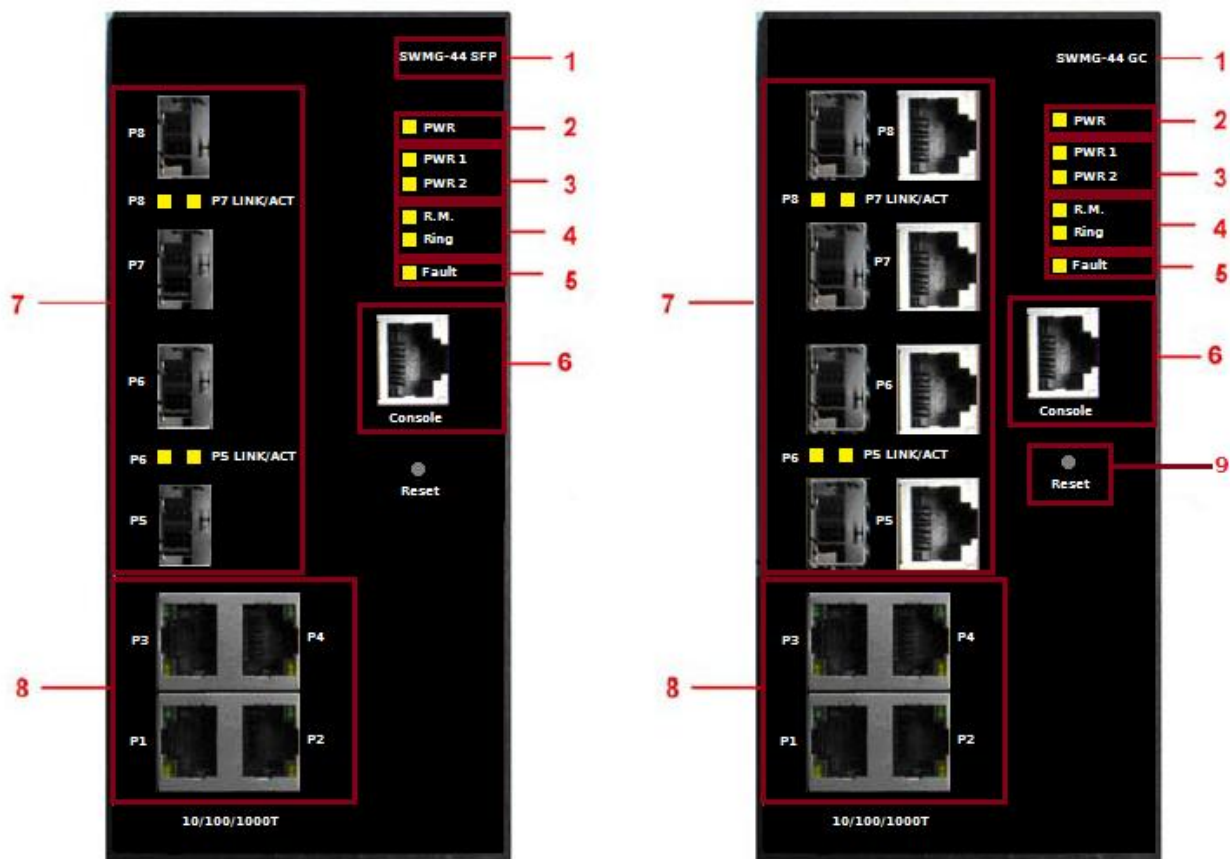 SWMG-44 SFP
1
P8
PWR
2
PWR 1
PWR 2
3
P8 P7 LINK/ACT
R.M.
Ring
4
P7
Fault
5
7
P6
6
Console
P6 P5 LINK/ACT
Reset
P5
P3
P4
8
P1
P2
10/100/1000T
SWMG-44 GC
1
P8
PWR
2
PWR 1
PWR 2
3
P8 P7 LINK/ACT
R.M.
Ring
4
P7
Fault
5
7
P6
6
Console
P6 P5 LINK/ACT
9
Reset
P5
P3
P4
8
P1
P2
10/100/1000T